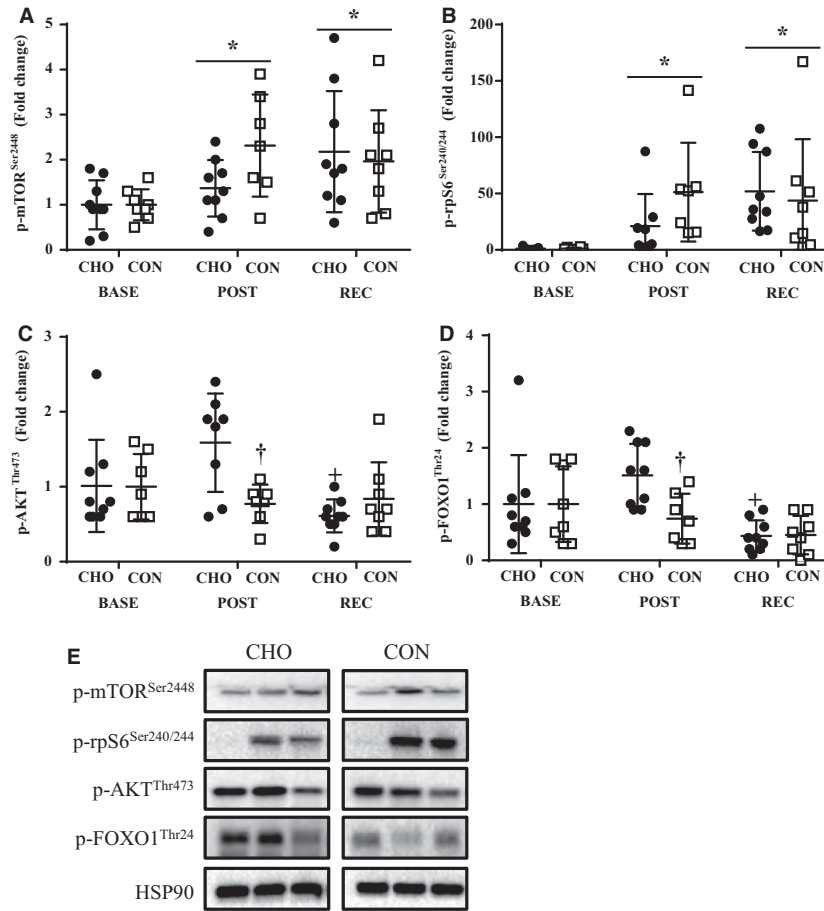 A
p-mTOR Ser2448 (Fold change)
5
4
3
2
1
0
*
*
CHO CON CHO CON CHO CON
BASE POST REC
B
p-rpS6 Ser240/244 (Fold change)
200
150
100
50
0
*
*
CHO CON CHO CON CHO CON
BASE POST REC
C
p-AKT Thr473 (Fold change)
3
2
1
0
†
+
CHO CON CHO CON CHO CON
BASE POST REC
D
p-FOXO1 Thr24 (Fold change)
4
3
2
1
0
†
+
CHO CON CHO CON CHO CON
BASE POST REC
E
CHO CON
p-mTOR Ser2448
p-rpS6 Ser240/244
p-AKT Thr473
p-FOXO1 Thr24
HSP90